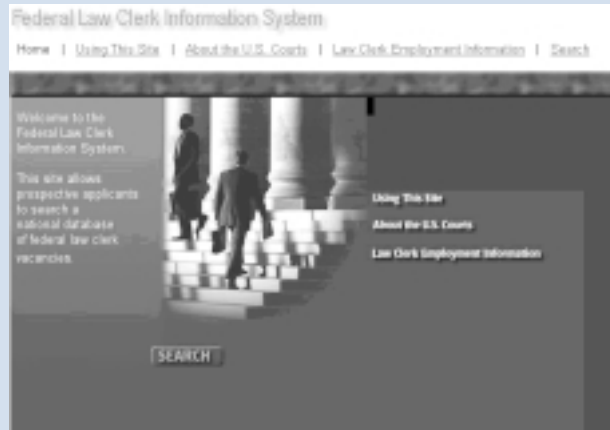 Federal Law Clerk Information System
Home | Using This Site | About the U.S. Courts | Law Clerk Employment Information | Search
Welcome to the
Federal Law Clerk
Information System.
This site allows
prospective applicants
to search a
national database
of federal law clerk
vacancies.
Using This Site
About the U.S. Courts
Law Clerk Employment Information
SEARCH